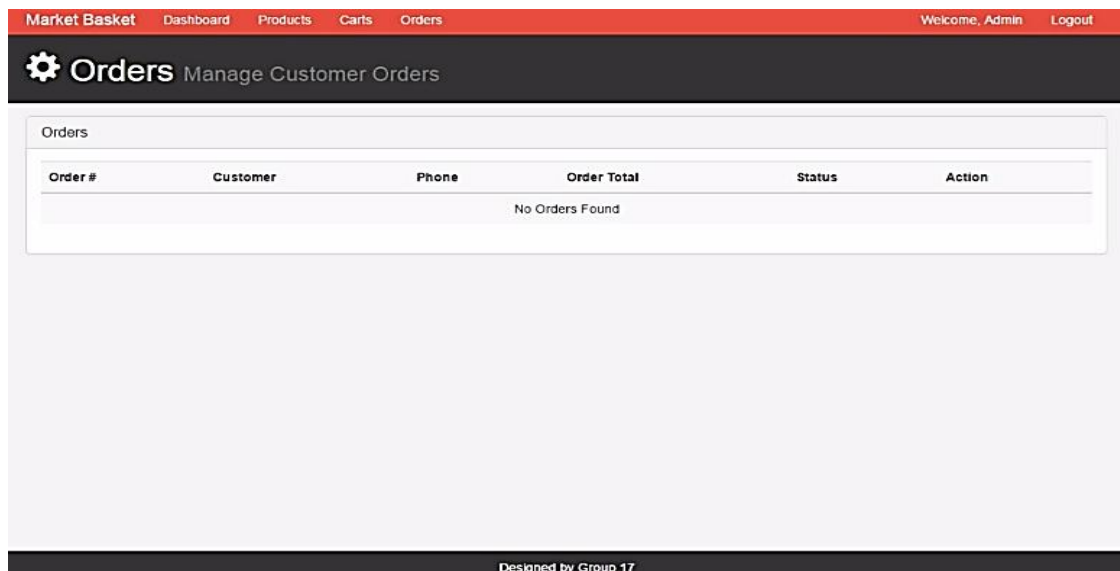 Market Basket Dashboard Products Carts Orders Welcome, Admin Logout
Orders Manage Customer Orders
Orders
Order # Customer Phone Order Total Status Action
No Orders Found
Designed by Group 17